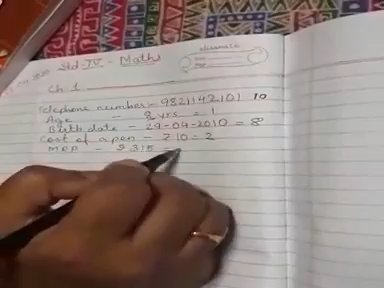 Std-IV - Maths
Ch-1
Telephone number - 9821142101 10
Age - 8 yrs = 1
Birth date - 29-04-2010 = 8
Cost of a pen - ₹10 = 2
MRP - ₹315 =